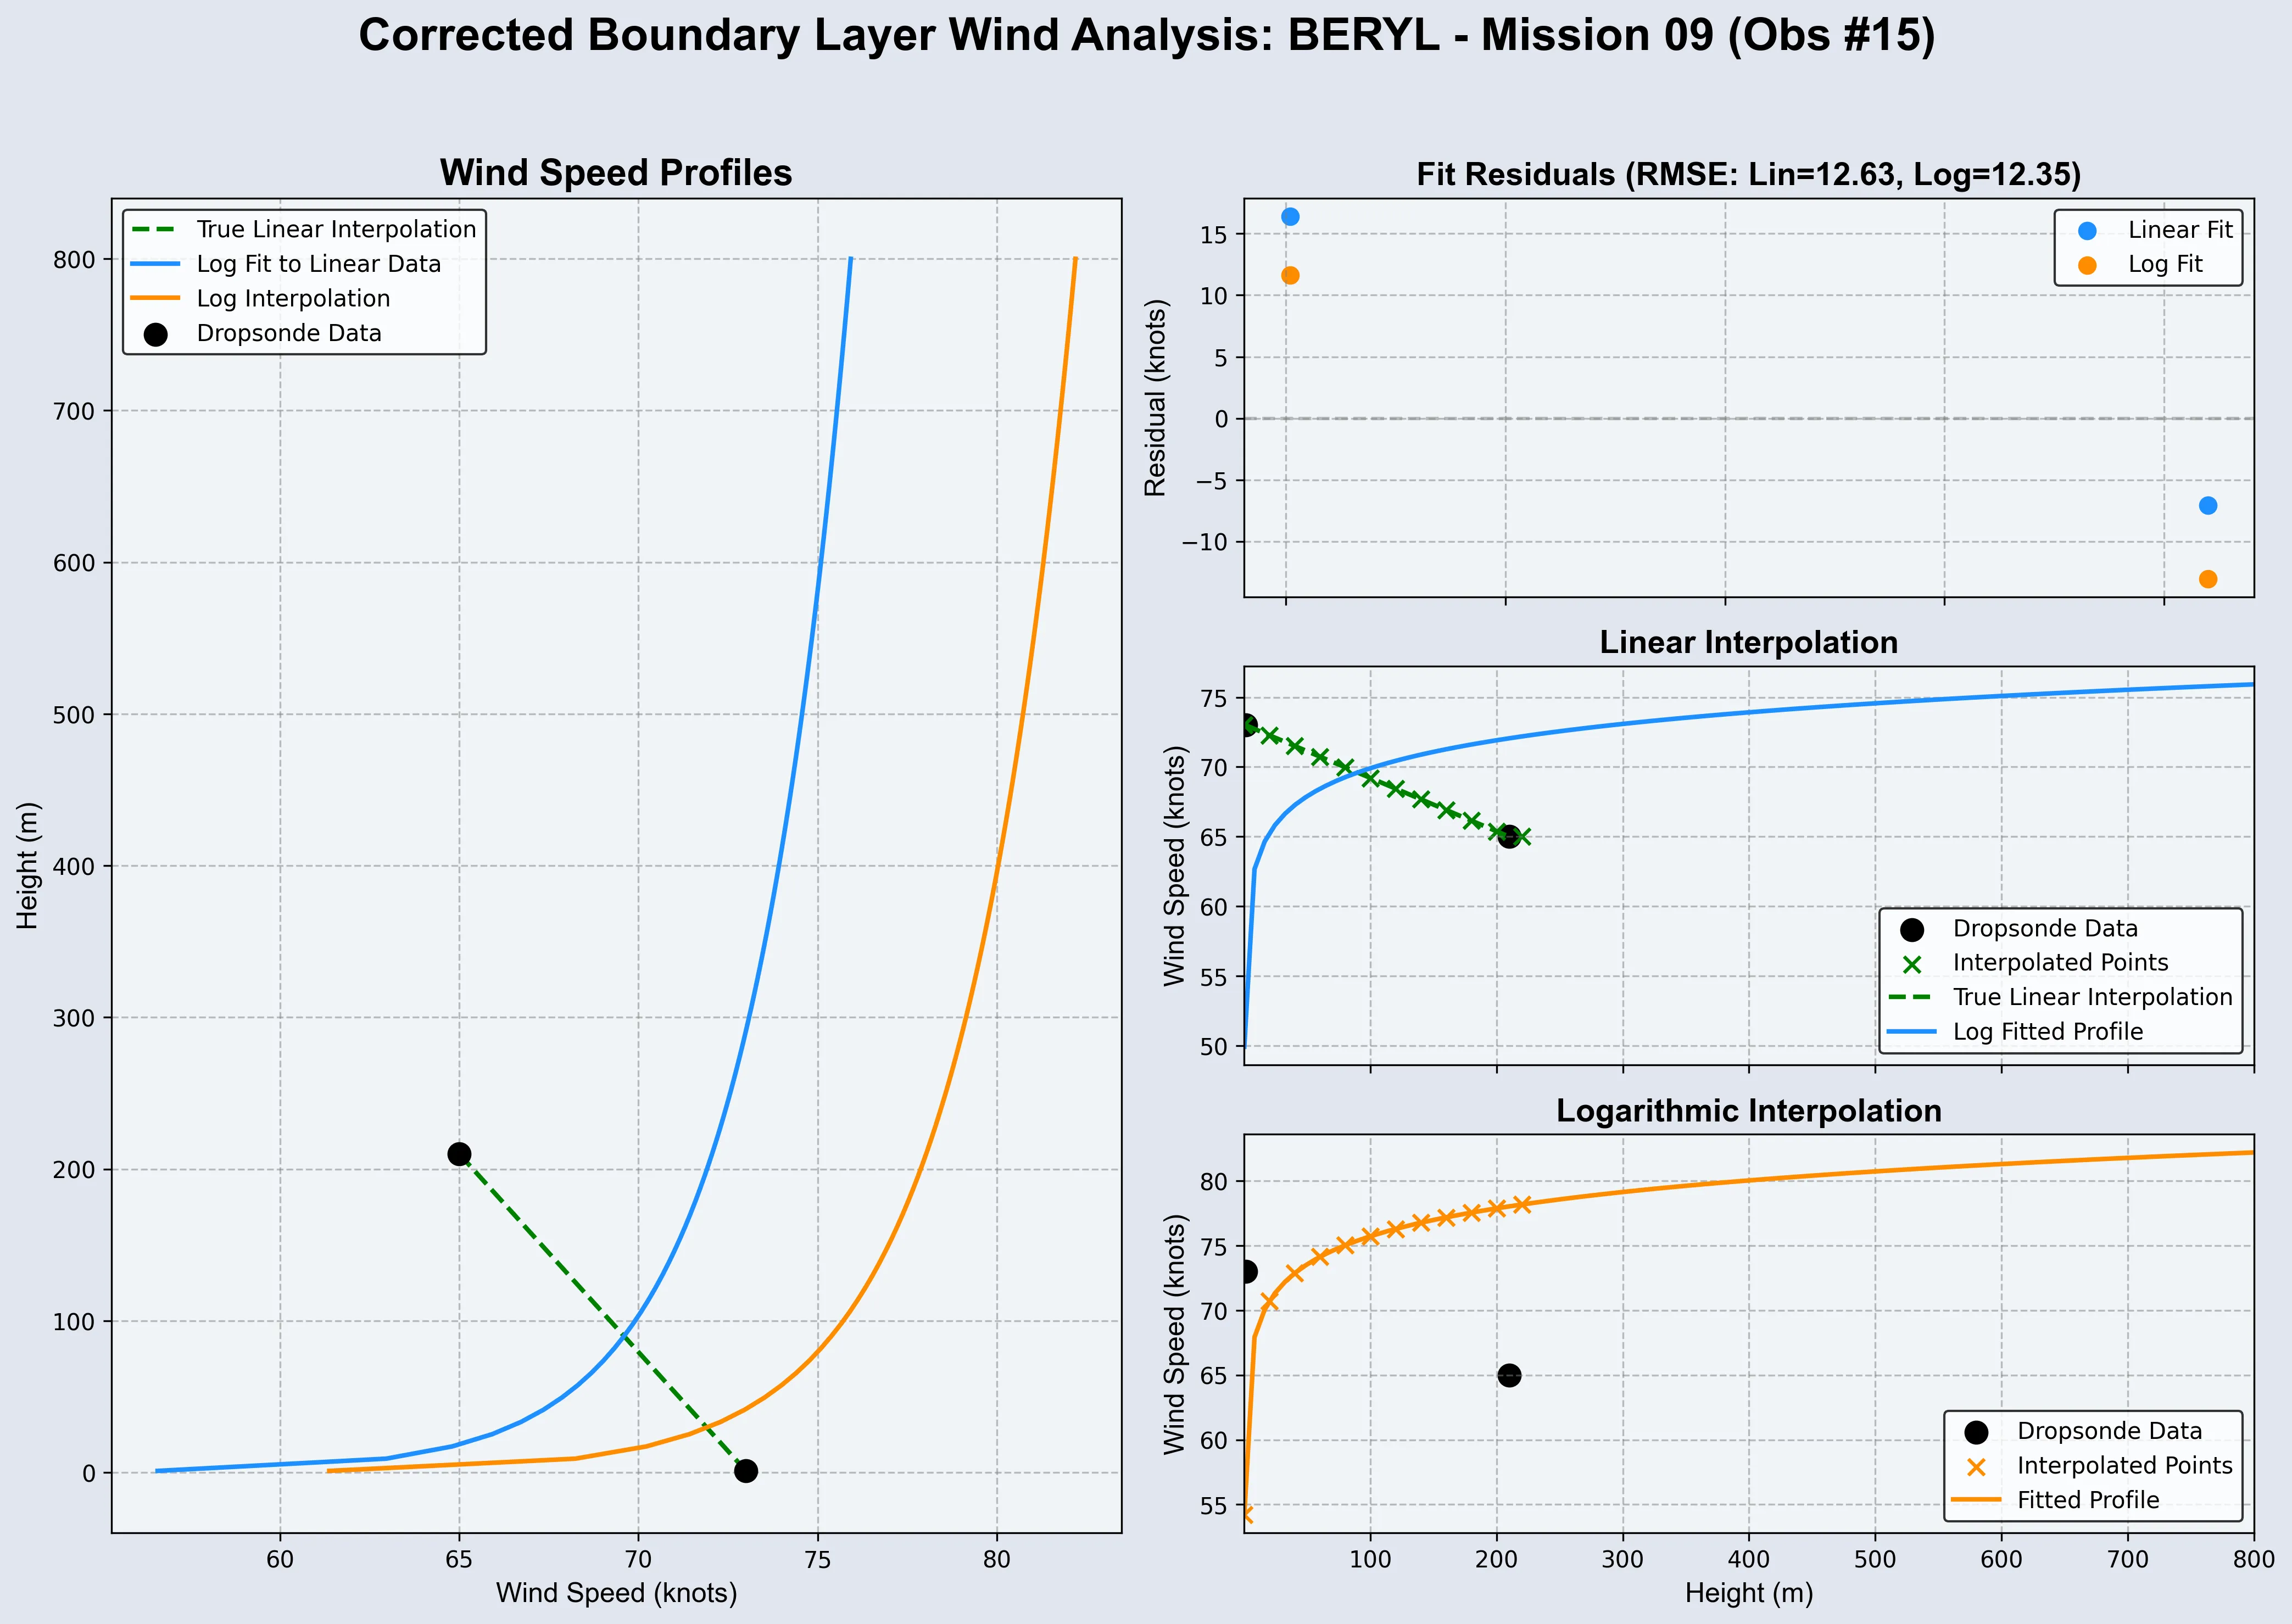 Corrected Boundary Layer Wind Analysis: BERYL - Mission 09 (Obs #15)
Wind Speed Profiles
True Linear Interpolation
Log Fit to Linear Data
Log Interpolation
Dropsonde Data
800
700
600
500
400
300
200
100
0
Height (m)
60 65 70 75 80
Wind Speed (knots)
Fit Residuals (RMSE: Lin=12.63, Log=12.35)
Linear Fit
Log Fit
15
10
5
0
−5
−10
Residual (knots)
Linear Interpolation
75
70
65
60
55
50
Wind Speed (knots)
Dropsonde Data
Interpolated Points
True Linear Interpolation
Log Fitted Profile
Logarithmic Interpolation
80
75
70
65
60
55
Wind Speed (knots)
Dropsonde Data
Interpolated Points
Fitted Profile
100 200 300 400 500 600 700 800
Height (m)